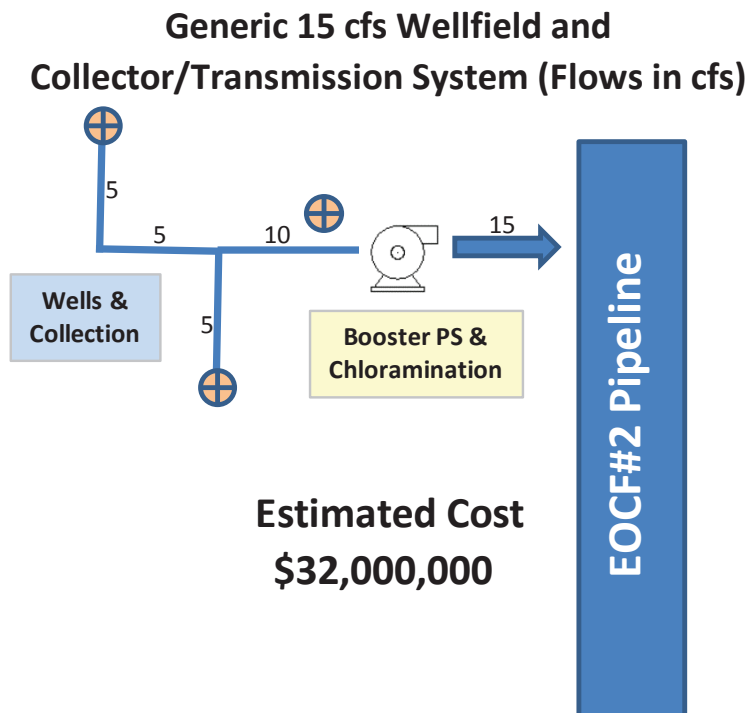 Generic 15 cfs Wellfield and
Collector/Transmission System (Flows in cfs)
5
5
10
15
5
Wells &
Collection
Booster PS &
Chloramination
EOCF#2 Pipeline
Estimated Cost
$32,000,000